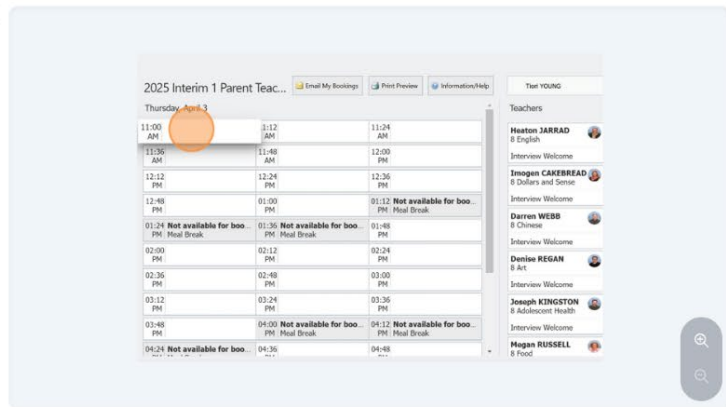 2025 Interim 1 Parent Teac... Email My Bookings Print Preview Information/Help
Thursday, April 3
11:00 AM 1:12 AM 11:24 AM
11:36 AM 11:48 AM 12:00 PM
12:12 PM 12:24 PM 12:36 PM
12:48 PM 01:00 PM 01:12 PM Not available for boo... Meal Break
01:24 PM Not available for boo... Meal Break 01:36 PM Not available for boo... Meal Break 01:48 PM
02:00 PM 02:12 PM 02:24 PM
02:36 PM 02:48 PM 03:00 PM
03:12 PM 03:24 PM 03:36 PM
03:48 PM 04:00 PM Not available for boo... Meal Break 04:12 PM Not available for boo... Meal Break
04:24 Not available for boo... 04:36 04:48
YOUNG
Teachers
Heaton JARRAD
8 English
Interview Welcome
Imogen CAKEBREAD
8 Dollars and Sense
Interview Welcome
Darren WEBB
8 Chinese
Interview Welcome
Denise REGAN
8 Art
Interview Welcome
Joseph KINGSTON
8 Adolescent Health
Interview Welcome
Megan RUSSELL
8 Food